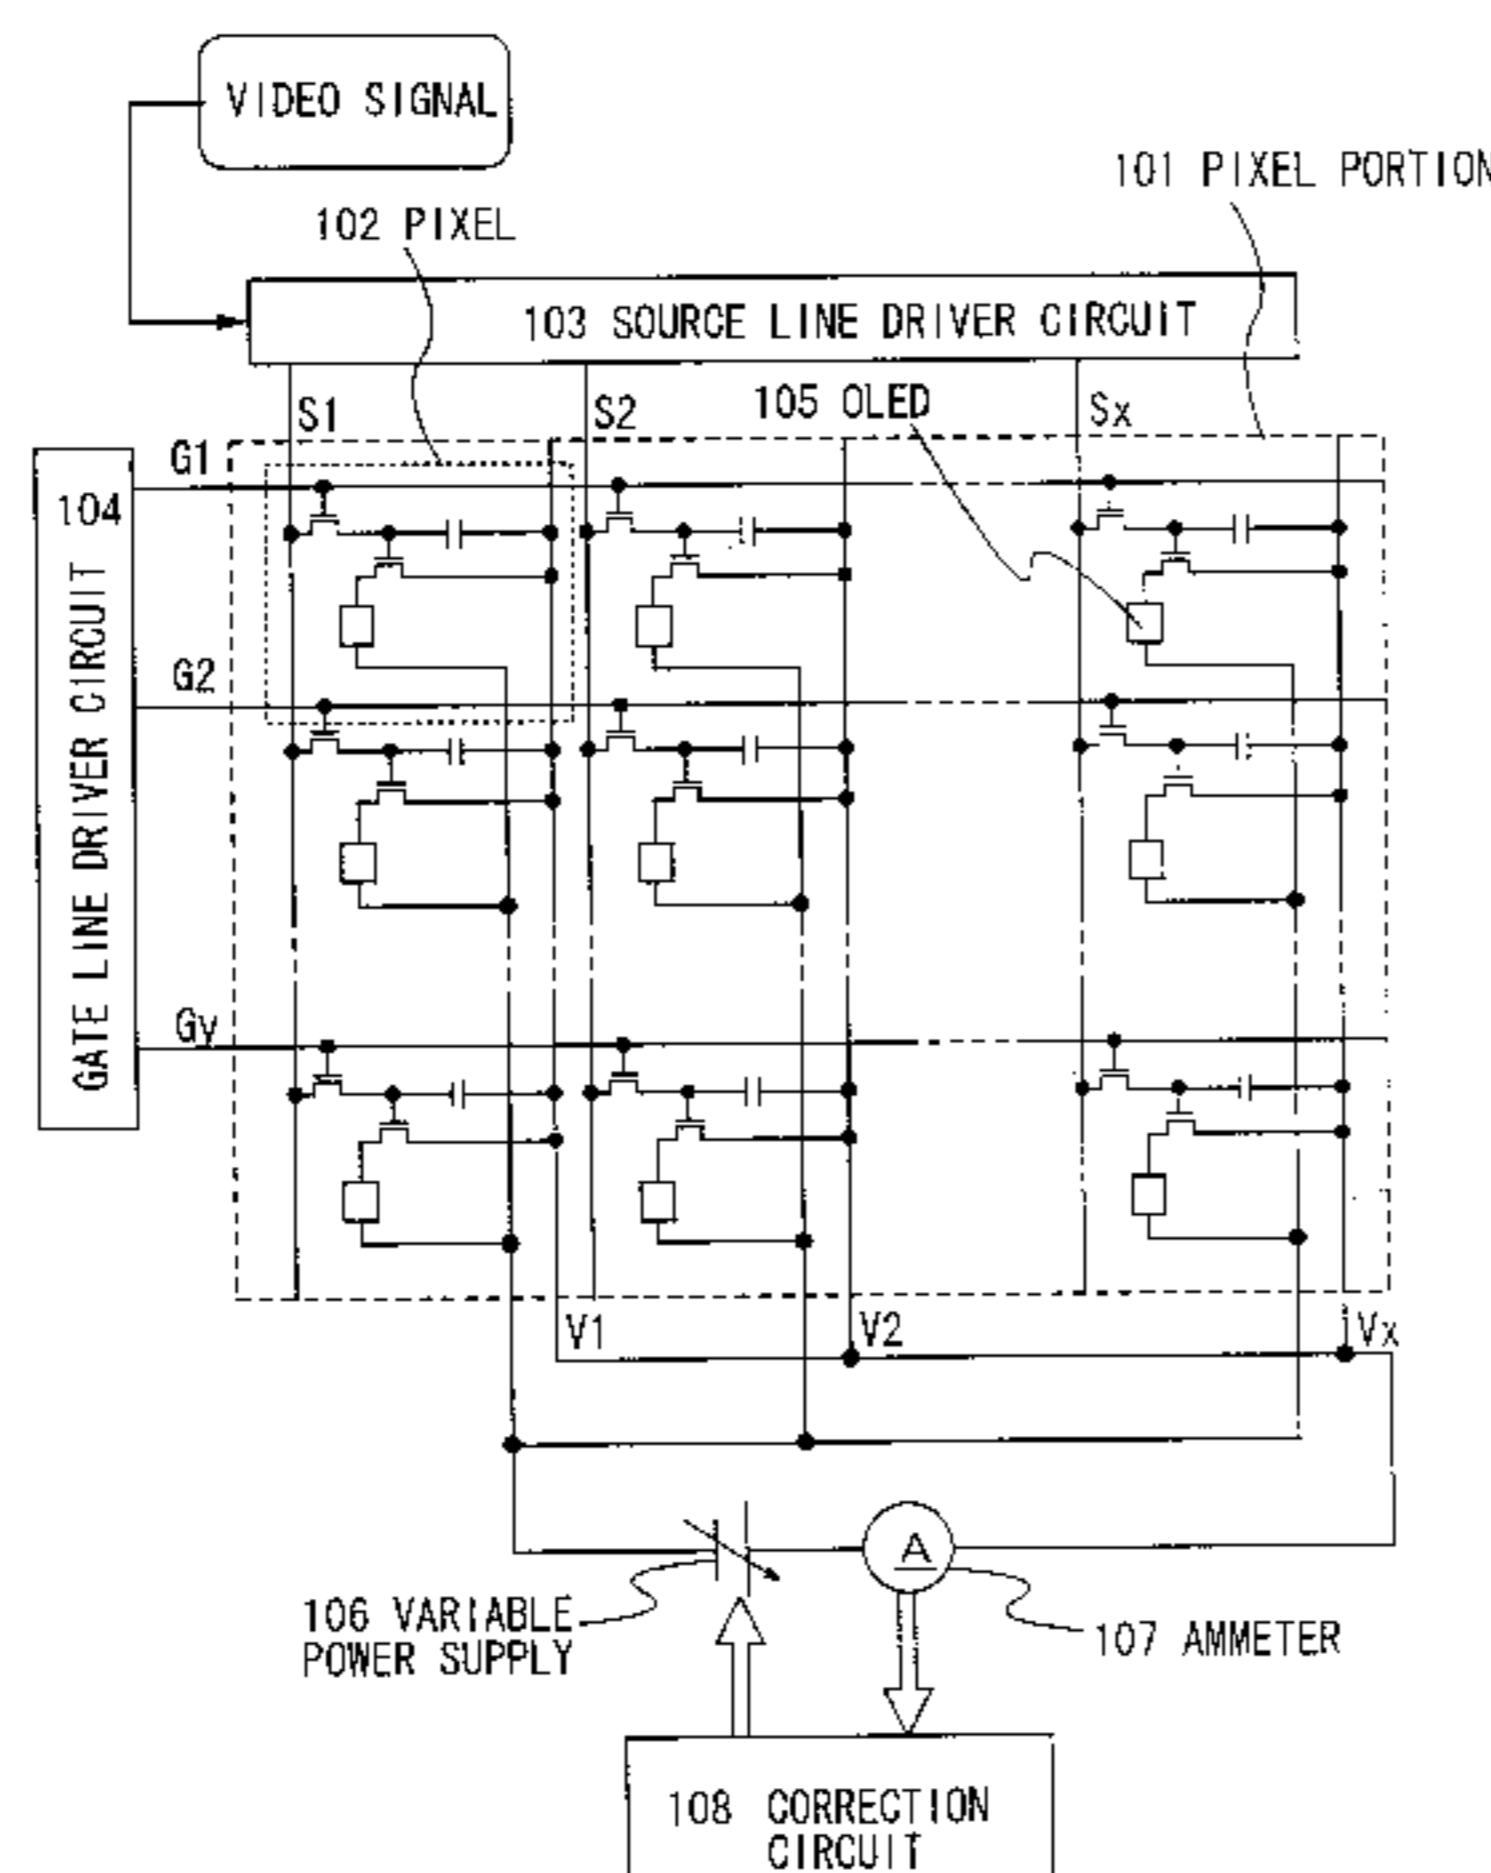 VIDEO SIGNAL
101 PIXEL PORTION
102 PIXEL
103 SOURCE LINE DRIVER CIRCUIT
S1
S2
105 OLED
Sx
G1
104
GATE LINE DRIVER CIRCUIT
G2
Gy
V1
V2
Vx
A
106 VARIABLE
POWER SUPPLY
107 AMMETER
108 CORRECTION
CIRCUIT